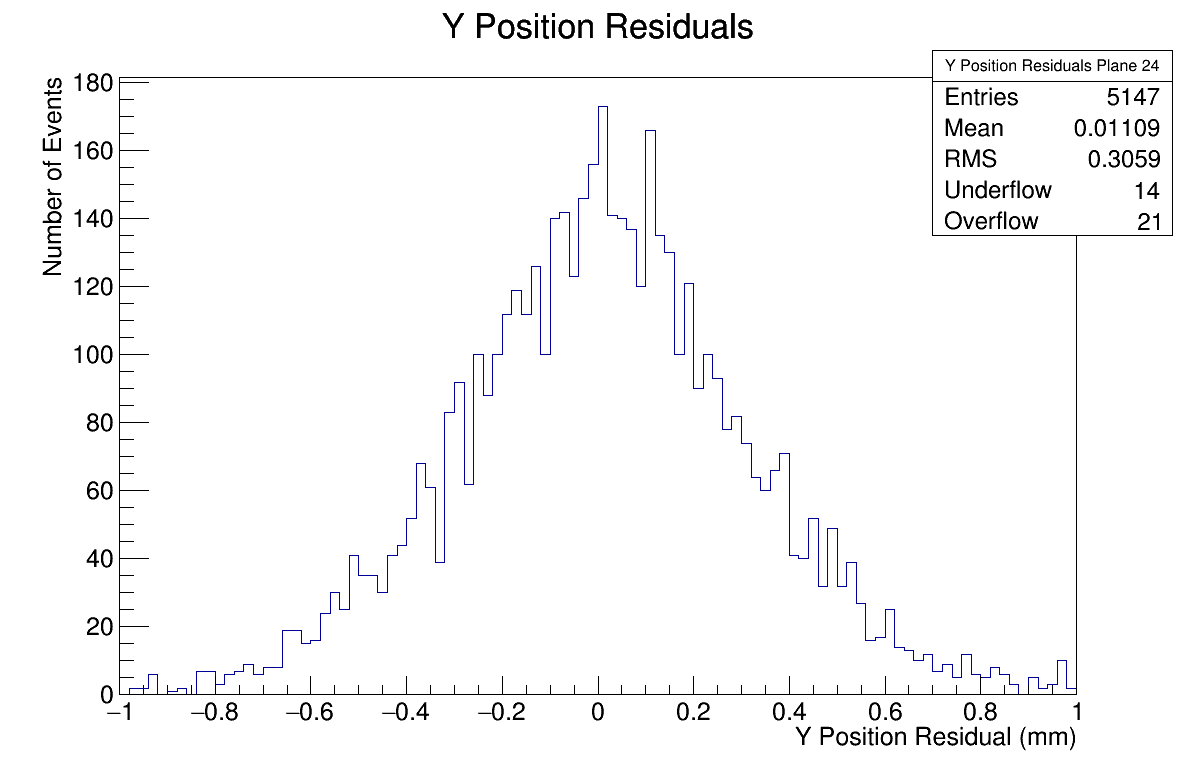 Y Position Residuals
Y Position Residuals Plane 24
Entries 5147
Mean 0.01109
RMS 0.3059
Underflow 14
Overflow 21
Number of Events
180
160
140
120
100
80
60
40
20
0
−1 −0.8 −0.6 −0.4 −0.2 0 0.2 0.4 0.6 0.8 1
Y Position Residual (mm)